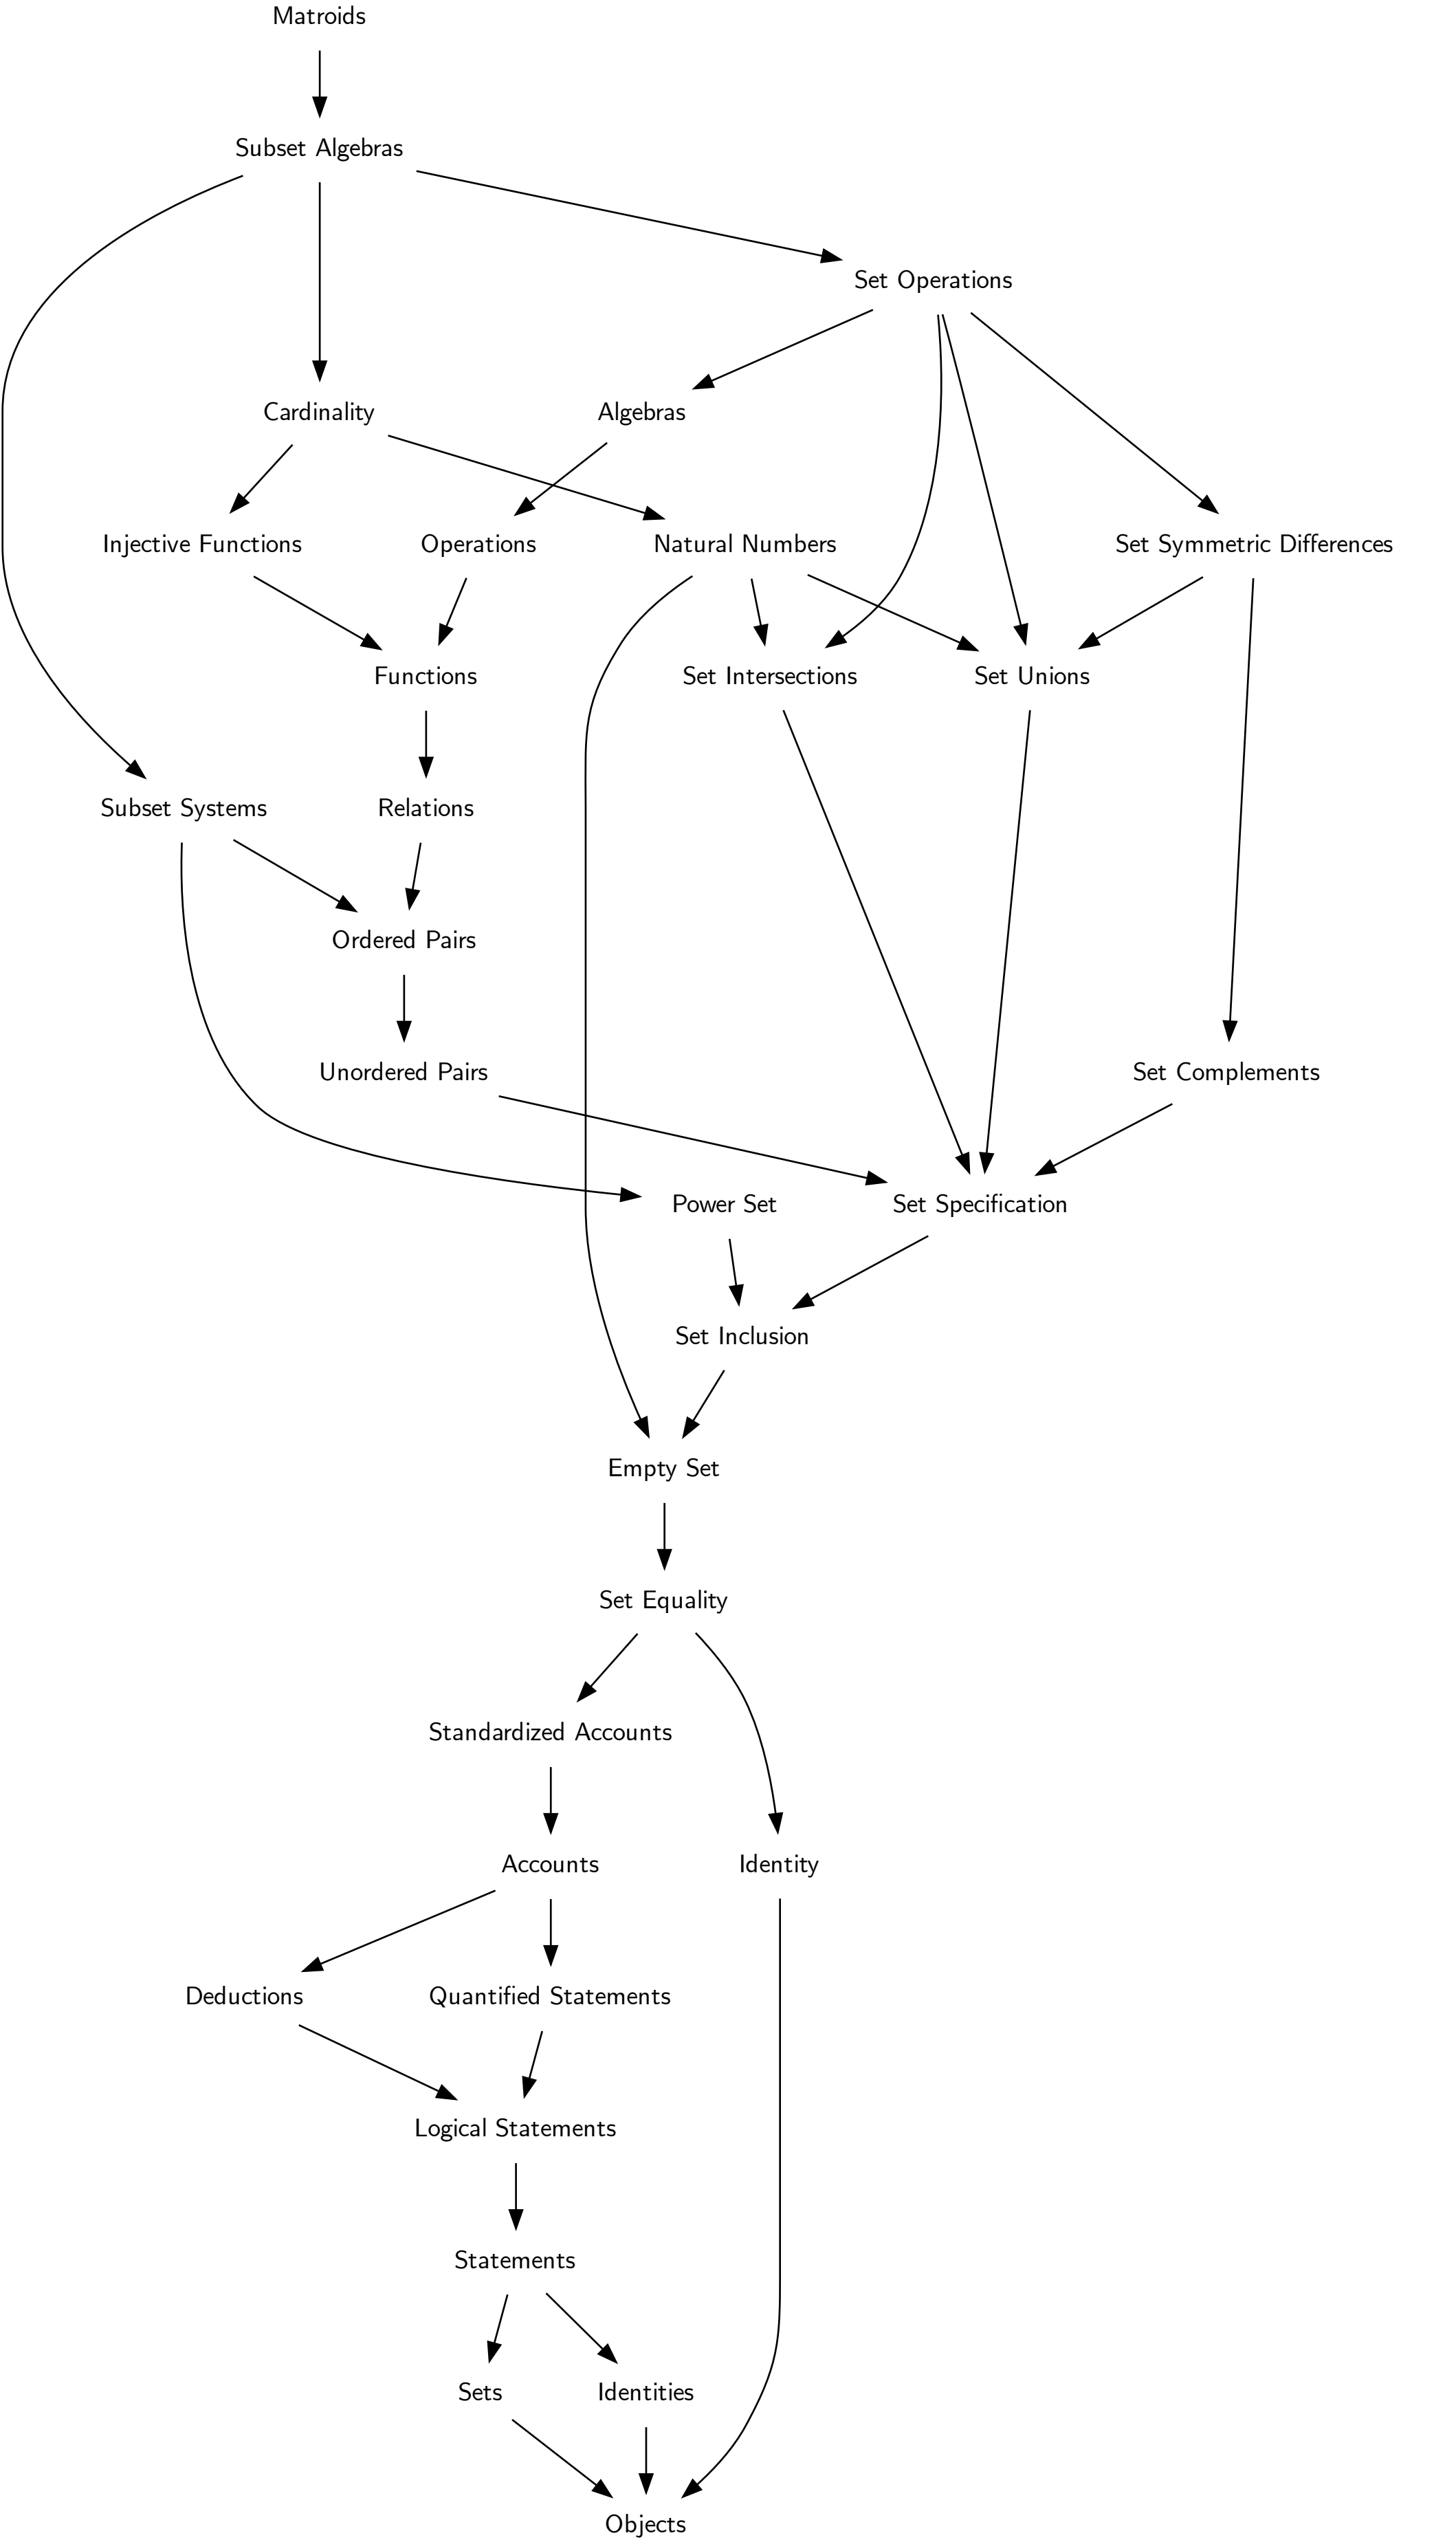 Matroids
Subset Algebras
Set Operations
Cardinality
Algebras
Injective Functions
Operations
Natural Numbers
Set Symmetric Differences
Functions
Set Intersections
Set Unions
Subset Systems
Relations
Ordered Pairs
Unordered Pairs
Set Complements
Power Set
Set Specification
Set Inclusion
Empty Set
Set Equality
Standardized Accounts
Accounts
Identity
Deductions
Quantified Statements
Logical Statements
Statements
Sets
Identities
Objects